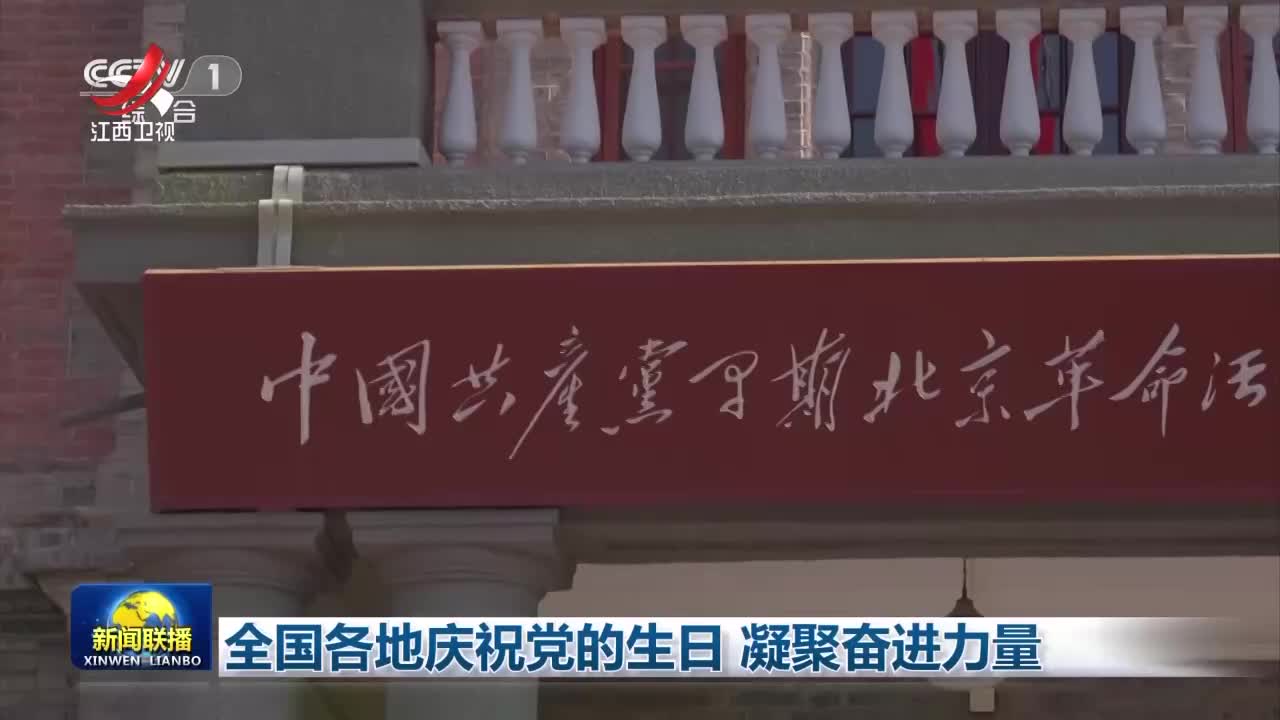 CCTV 1
综合
江西卫视
中國共產黨早期北京革命活
新闻联播
XINWEN LIANBO
全国各地庆祝党的生日 凝聚奋进力量